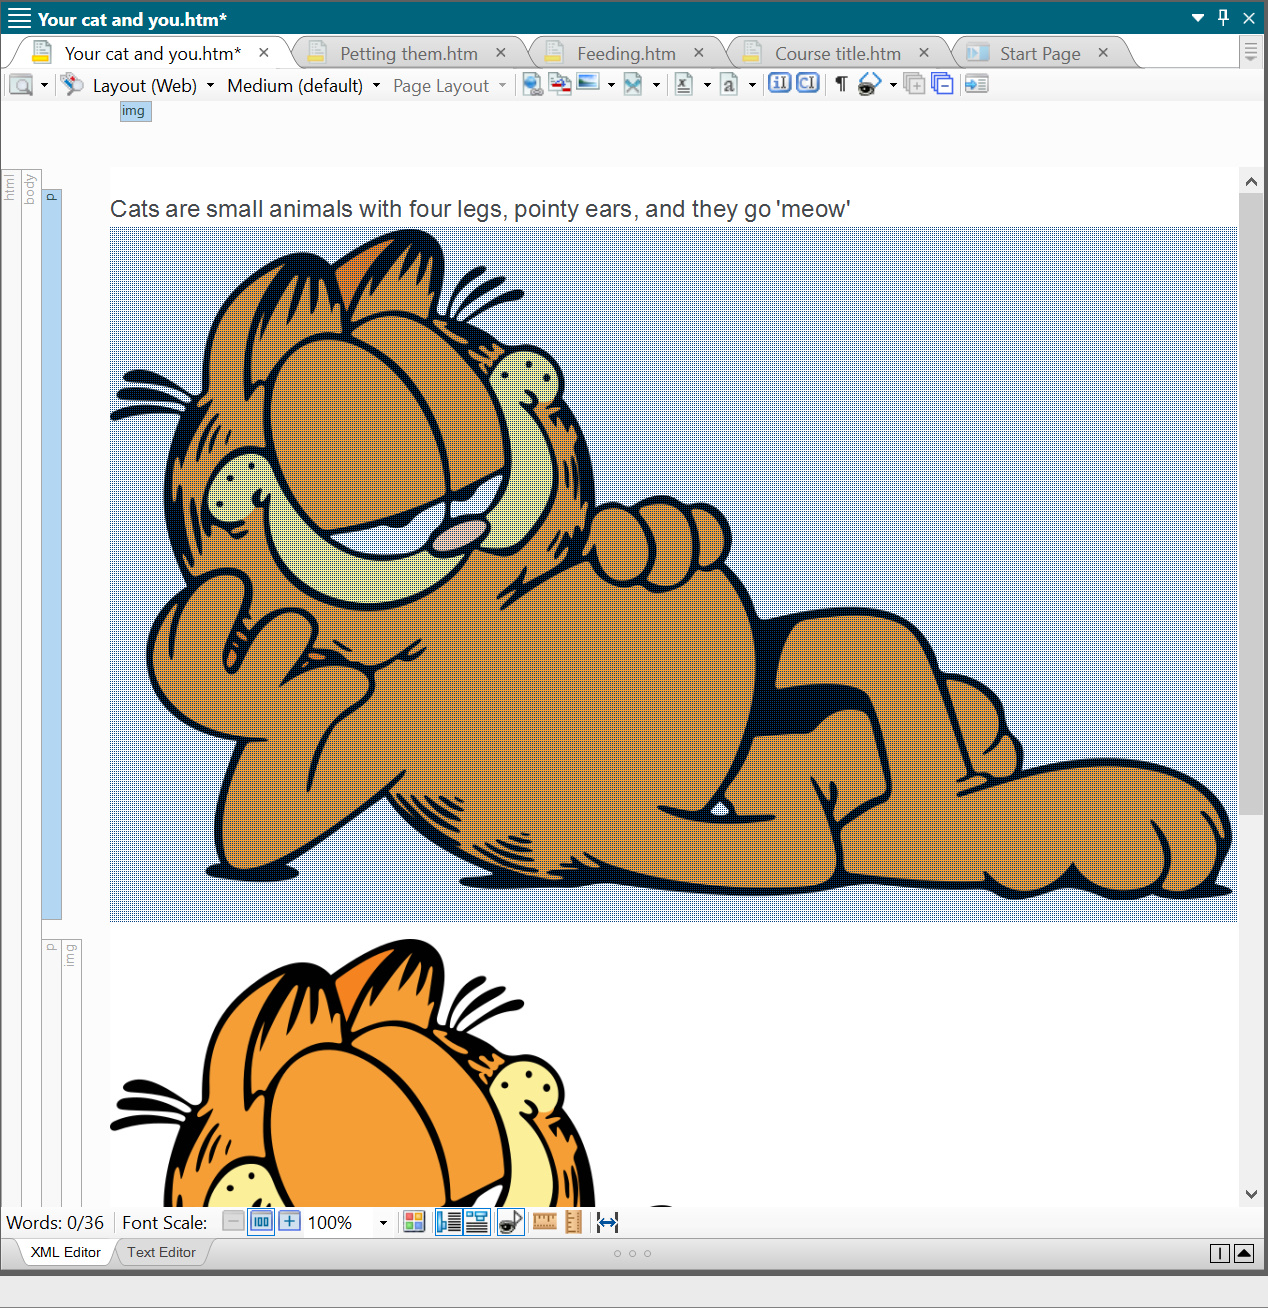 Your cat and you.htm*
Your cat and you.htm*
Petting them.htm
Feeding.htm
Course title.htm
Start Page
Layout (Web)
Medium (default)
Page Layout
img
html
body
p
Cats are small animals with four legs, pointy ears, and they go 'meow'
p
img
Words: 0/36
Font Scale:
100
100%
XML Editor
Text Editor